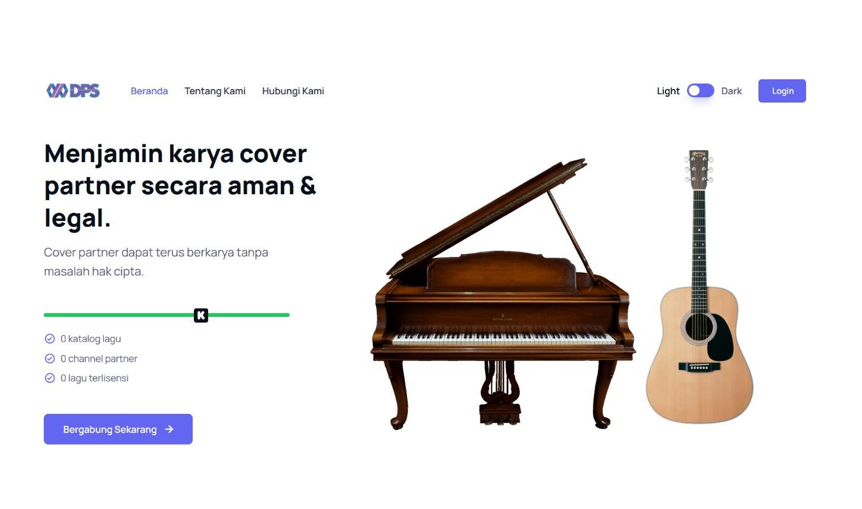 DPS
Beranda Tentang Kami Hubungi Kami
Light Dark Login
Menjamin karya cover
partner secara aman &
legal.
Cover partner dapat terus berkarya tanpa
masalah hak cipta.
K
0 katalog lagu
0 channel partner
0 lagu terlisensi
Bergabung Sekarang →